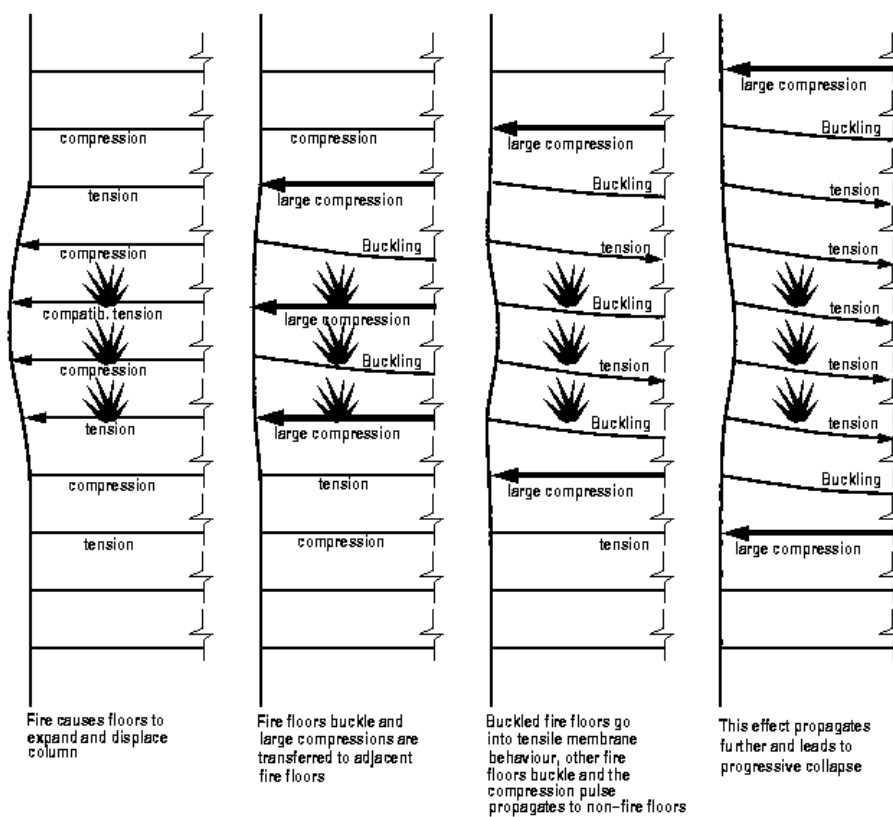 compression
tension
compression
compatib. tension
compression
tension
compression
tension
compression
large compression
Buckling
large compression
Buckling
large compression
tension
compression
large compression
Buckling
tension
Buckling
tension
Buckling
large compression
tension
large compression
Buckling
tension
tension
tension
tension
tension
Buckling
large compression
Fire causes floors to
expand and displace
column
Fire floors buckle and
large compressions are
transferred to adjacent
fire floors
Buckled fire floors go
into tensile membrane
behaviour, other fire
floors buckle and the
compression pulse
propagates to non-fire floors
This effect propagates
further and leads to
progressive collapse